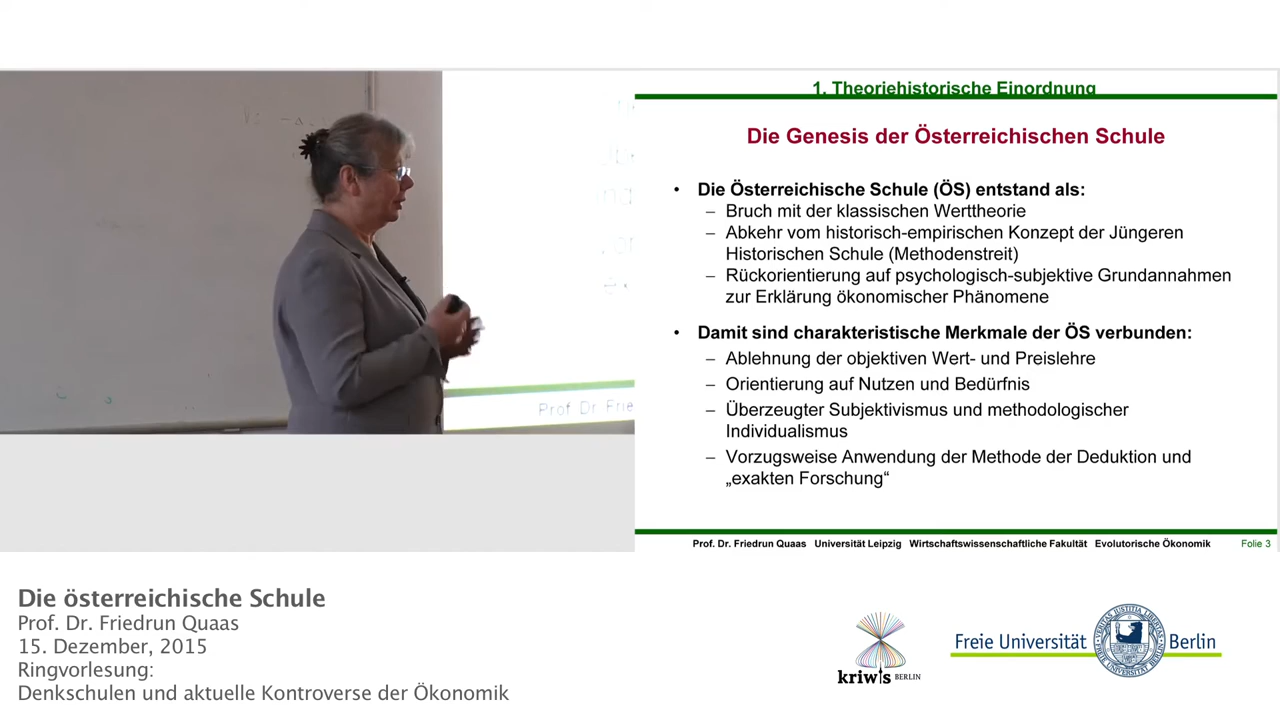 1. Theoriehistorische Einordnung
Die Genesis der Österreichischen Schule
• Die Österreichische Schule (ÖS) entstand als:
– Bruch mit der klassischen Werttheorie
– Abkehr vom historisch-empirischen Konzept der Jüngeren
Historischen Schule (Methodenstreit)
– Rückorientierung auf psychologisch-subjektive Grundannahmen
zur Erklärung ökonomischer Phänomene
• Damit sind charakteristische Merkmale der ÖS verbunden:
– Ablehnung der objektiven Wert- und Preislehre
– Orientierung auf Nutzen und Bedürfnis
– Überzeugter Subjektivismus und methodologischer
Individualismus
– Vorzugsweise Anwendung der Methode der Deduktion und
„exakten Forschung“
Prof. Dr. Friedrun Quaas Universität Leipzig Wirtschaftswissenschaftliche Fakultät Evolutorische Ökonomik Folie 3
Prof Dr Frie
Die österreichische Schule
Prof. Dr. Friedrun Quaas
15. Dezember, 2015
Ringvorlesung:
Denkschulen und aktuelle Kontroverse der Ökonomik
kriwis BERLIN
Freie Universität Berlin